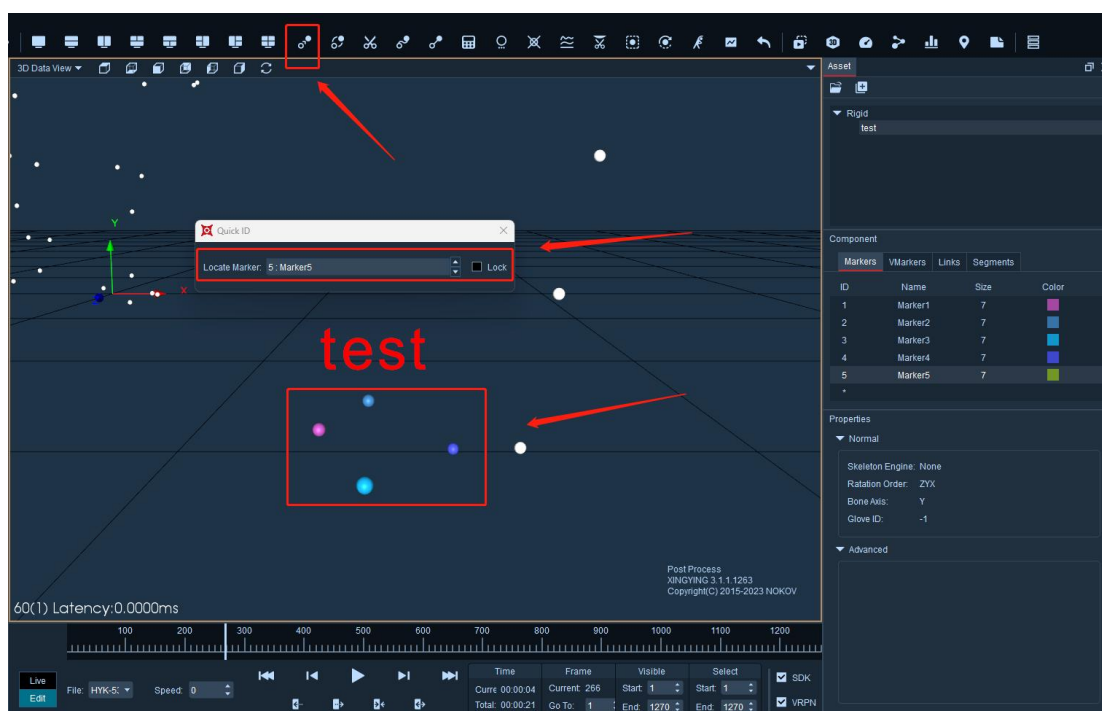 3D Data View
Y
X
Quick ID
Locate Marker: 5 : Marker5
Lock
test
Post Process
XINGYING 3.1.1.1263
Copyright(C) 2015-2023 NOKOV
60(1) Latency:0.0000ms
Asset
Rigid
test
Component
Markers VMarkers Links Segments
ID Name Size Color
1 Marker1 7
2 Marker2 7
3 Marker3 7
4 Marker4 7
5 Marker5 7
*
Properties
Normal
Skeleton Engine: None
Ratation Order: ZYX
Bone Axis: Y
Glove ID: -1
Advanced
100 200 300 400 500 600 700 800 900 1000 1100 1200
Live
Edit
File: HYK-5:
Speed: 0
Time Frame Visible Select
Curre 00:00:04 Current: 266 Start: 1 Start: 1
Total: 00:00:21 Go To: 1 End: 1270 End: 1270
SDK
VRPN